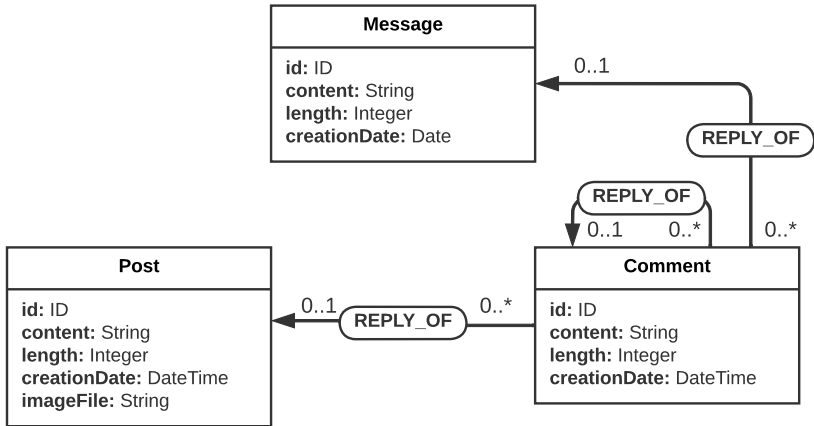 Message
id: ID
content: String
length: Integer
creationDate: Date
0..1
REPLY_OF
0..*
REPLY_OF
0..1
0..*
Post
id: ID
content: String
length: Integer
creationDate: DateTime
imageFile: String
0..1
REPLY_OF
0..*
Comment
id: ID
content: String
length: Integer
creationDate: DateTime